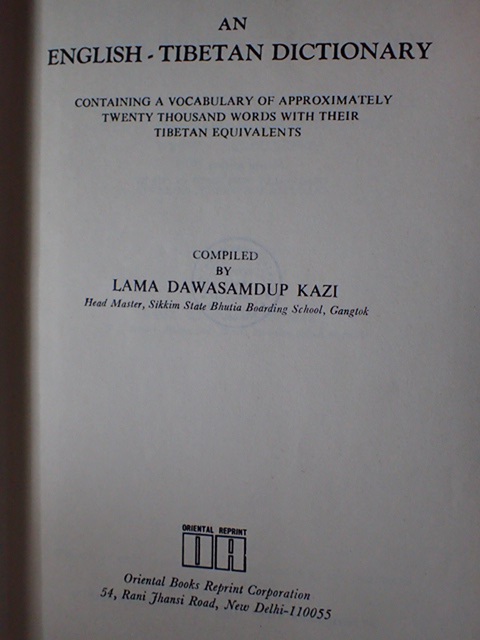 AN
ENGLISH - TIBETAN DICTIONARY
CONTAINING A VOCABULARY OF APPROXIMATELY
TWENTY THOUSAND WORDS WITH THEIR
TIBETAN EQUIVALENTS
COMPILED
BY
LAMA DAWASAMDUP KAZI
Head Master, Sikkim State Bhutia Boarding School, Gangtok
ORIENTAL REPRINT
Oriental Books Reprint Corporation
54, Rani Jhansi Road, New Delhi-110055